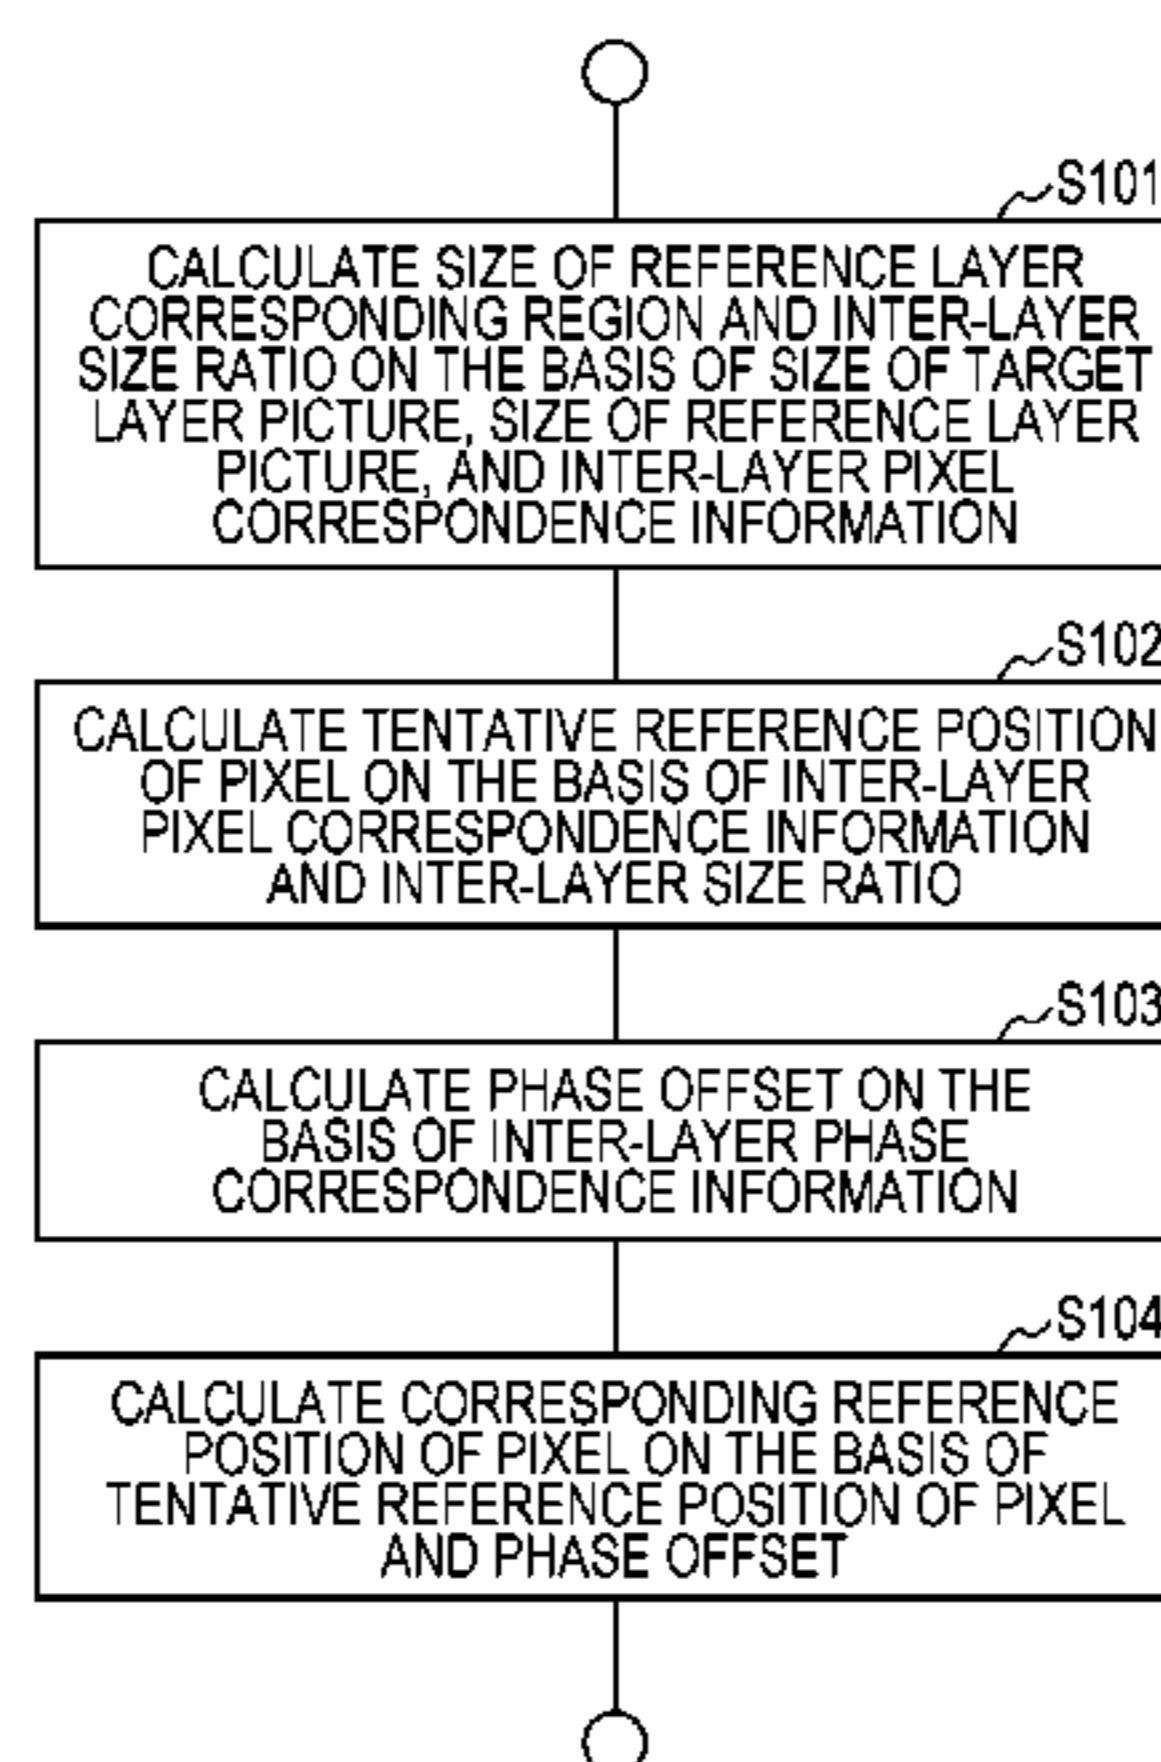 S101
CALCULATE SIZE OF REFERENCE LAYER
CORRESPONDING REGION AND INTER-LAYER
SIZE RATIO ON THE BASIS OF SIZE OF TARGET
LAYER PICTURE, SIZE OF REFERENCE LAYER
PICTURE, AND INTER-LAYER PIXEL
CORRESPONDENCE INFORMATION
S102
CALCULATE TENTATIVE REFERENCE POSITION
OF PIXEL ON THE BASIS OF INTER-LAYER
PIXEL CORRESPONDENCE INFORMATION
AND INTER-LAYER SIZE RATIO
S103
CALCULATE PHASE OFFSET ON THE
BASIS OF INTER-LAYER PHASE
CORRESPONDENCE INFORMATION
S104
CALCULATE CORRESPONDING REFERENCE
POSITION OF PIXEL ON THE BASIS OF
TENTATIVE REFERENCE POSITION OF PIXEL
AND PHASE OFFSET